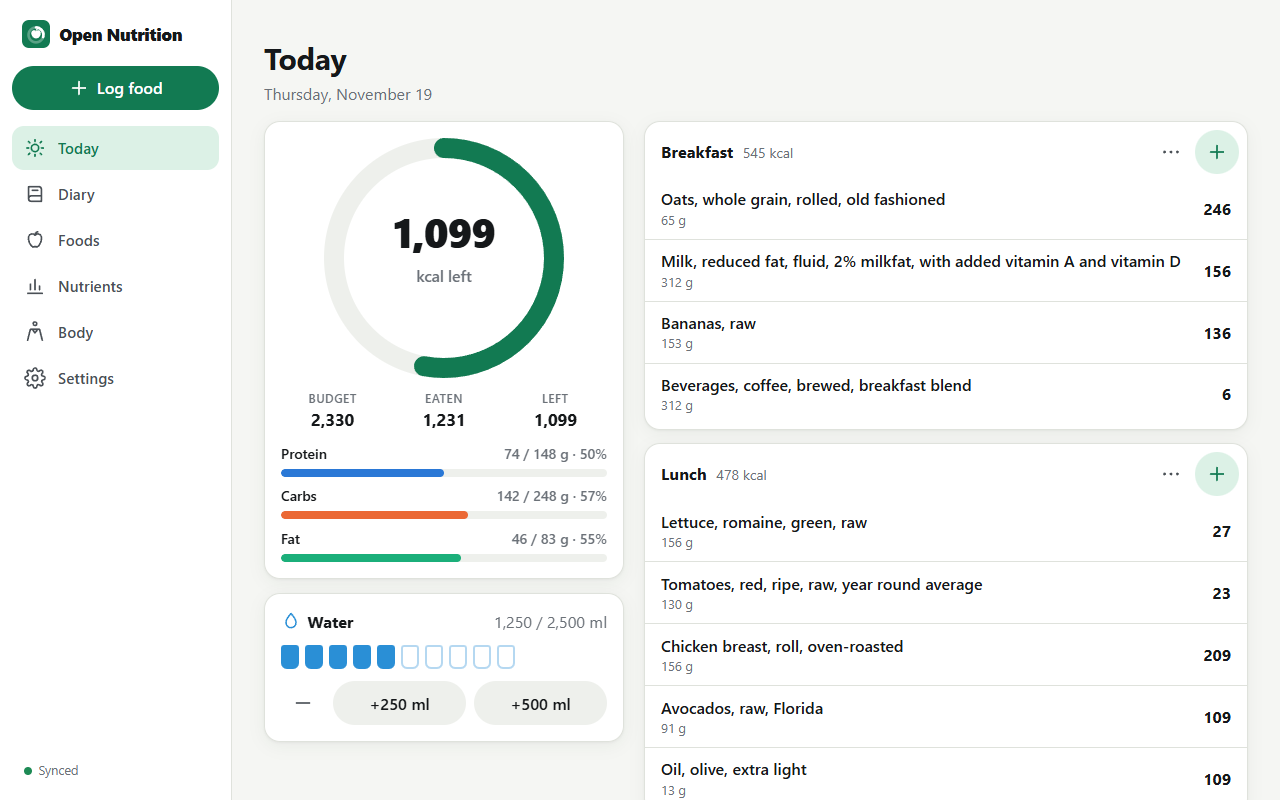 Open Nutrition
Log food
Today
Diary
Foods
Nutrients
Body
Settings
Synced
Today
Thursday, November 19
1,099
kcal left
BUDGET EATEN LEFT
2,330 1,231 1,099
Protein 74 / 148 g · 50%
Carbs 142 / 248 g · 57%
Fat 46 / 83 g · 55%
Water 1,250 / 2,500 ml
+250 ml +500 ml
Breakfast 545 kcal
Oats, whole grain, rolled, old fashioned 246
65 g
Milk, reduced fat, fluid, 2% milkfat, with added vitamin A and vitamin D 156
312 g
Bananas, raw 136
153 g
Beverages, coffee, brewed, breakfast blend 6
312 g
Lunch 478 kcal
Lettuce, romaine, green, raw 27
156 g
Tomatoes, red, ripe, raw, year round average 23
130 g
Chicken breast, roll, oven-roasted 209
156 g
Avocados, raw, Florida 109
91 g
Oil, olive, extra light 109
13 g